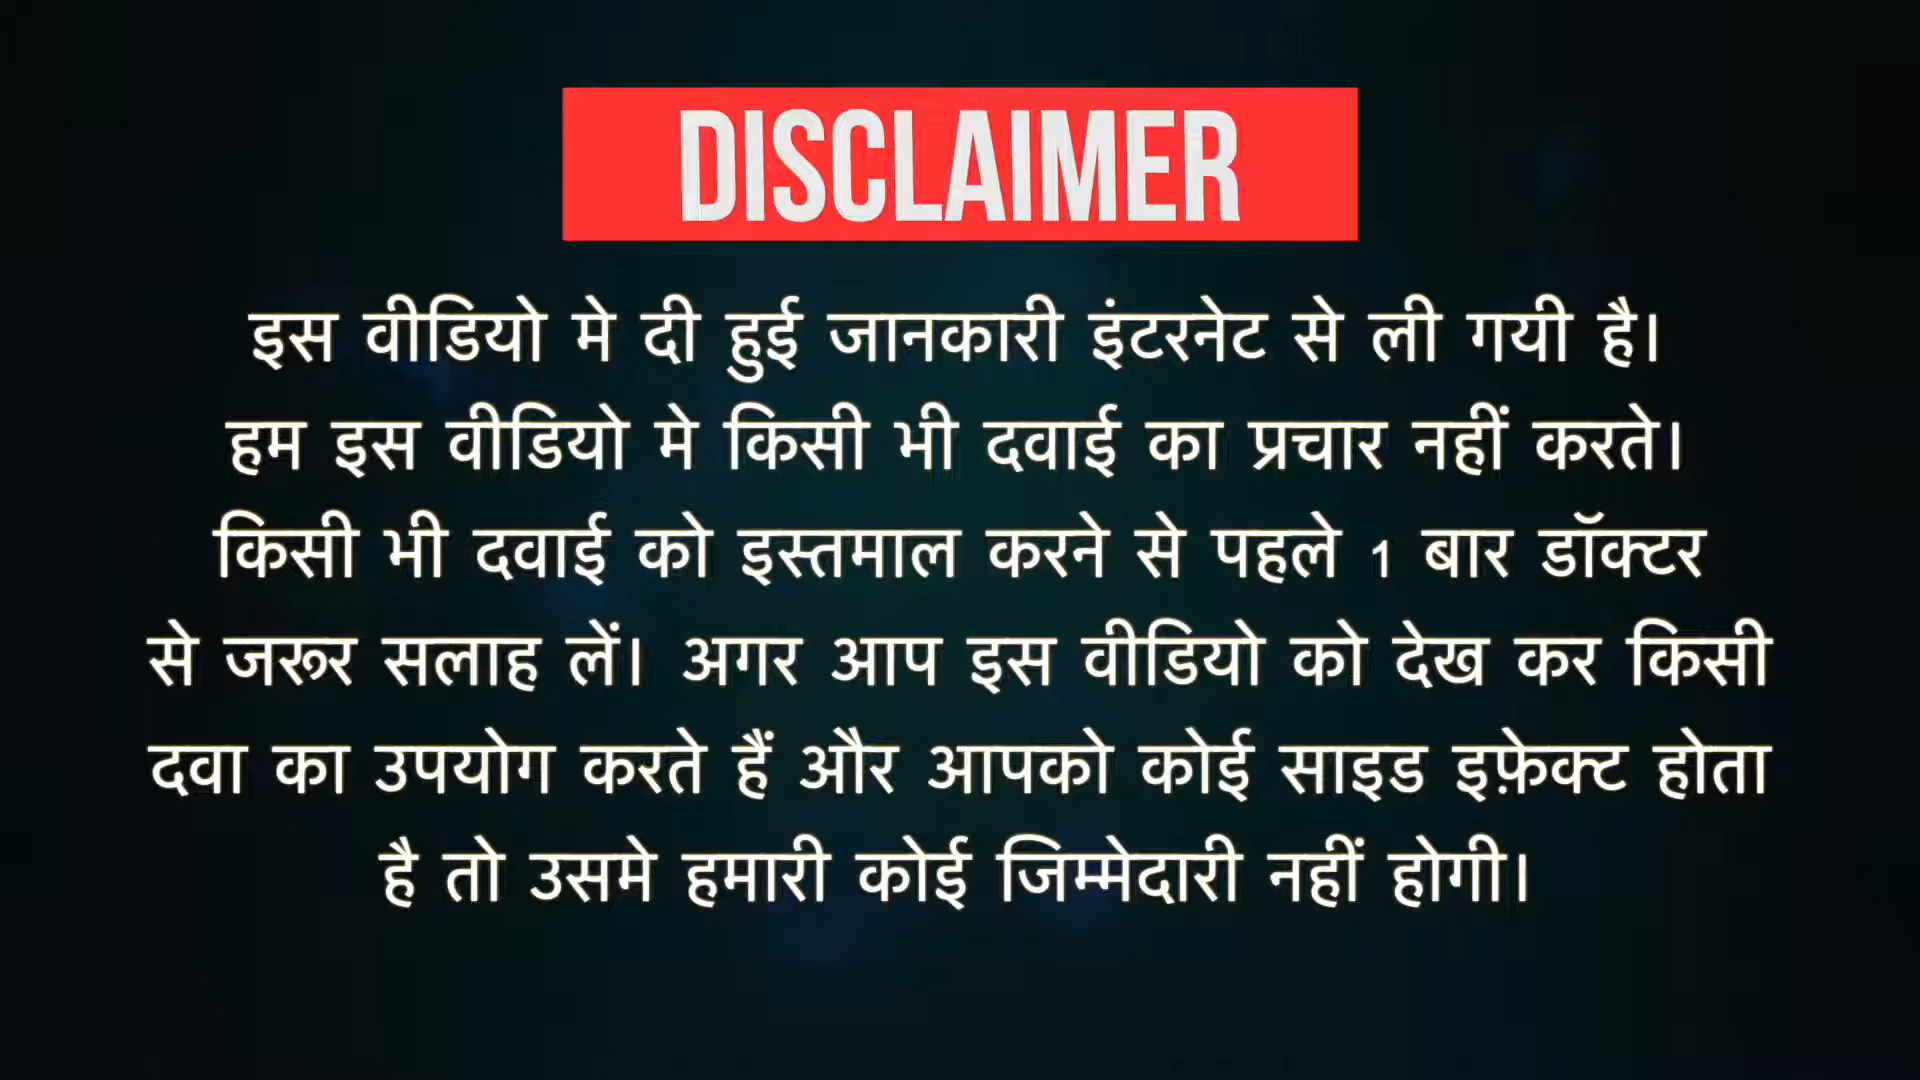 DISCLAIMER
इस वीडियो मे दी हुई जानकारी इंटरनेट से ली गयी है।
हम इस वीडियो मे किसी भी दवाई का प्रचार नहीं करते।
किसी भी दवाई को इस्तमाल करने से पहले 1 बार डॉक्टर
से जरूर सलाह लें। अगर आप इस वीडियो को देख कर किसी
दवा का उपयोग करते हैं और आपको कोई साइड इफ़ेक्ट होता
है तो उसमे हमारी कोई जिम्मेदारी नहीं होगी।